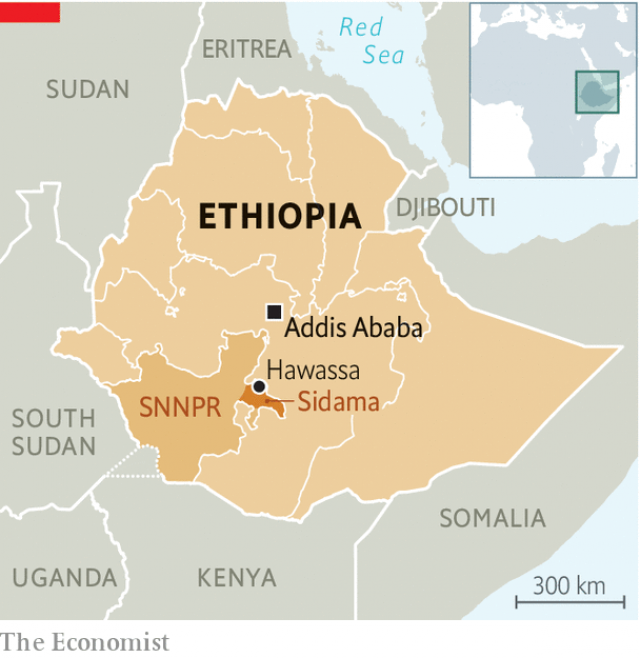 Red
Sea
ERITREA
SUDAN
ETHIOPIA
DJIBOUTI
Addis Ababa
Hawassa
SNNPR
Sidama
SOUTH
SUDAN
SOMALIA
UGANDA
KENYA
300 km
The Economist